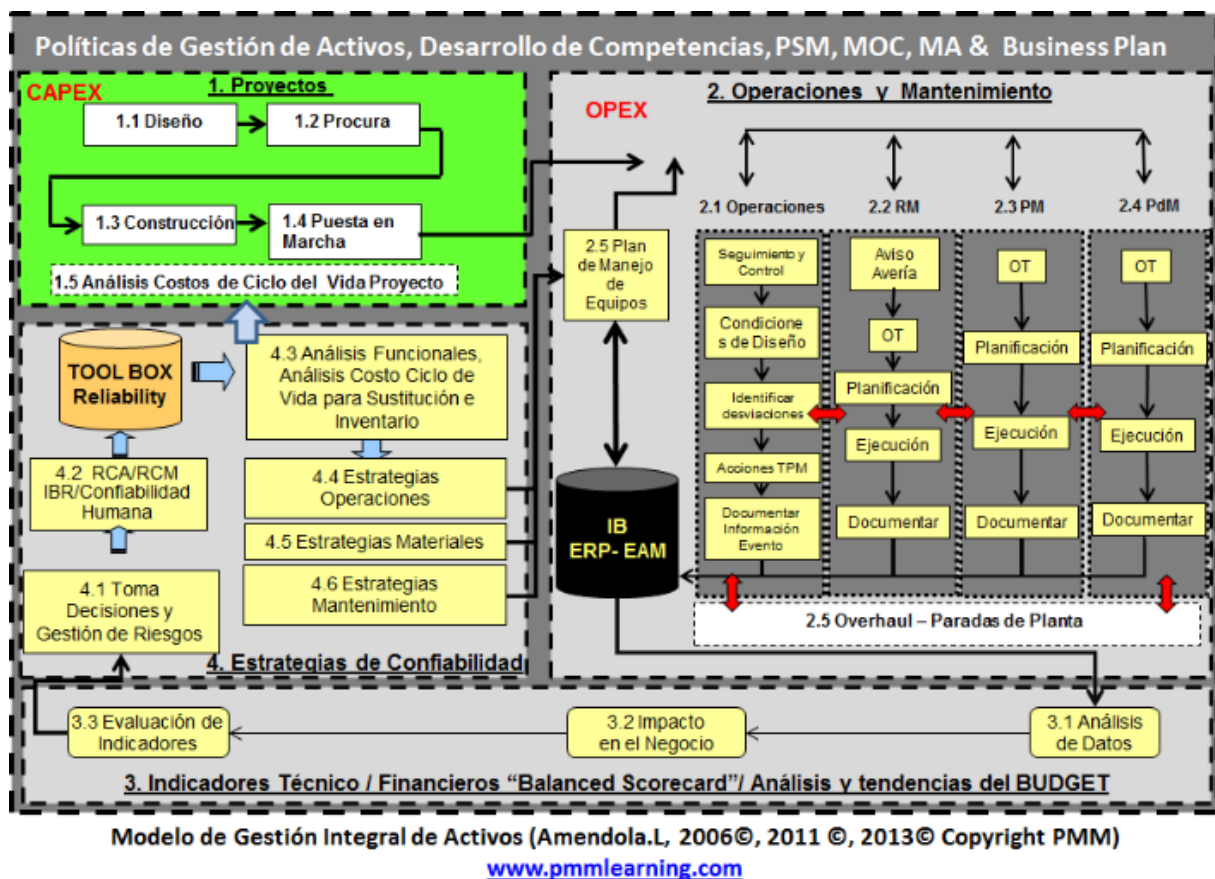 Políticas de Gestión de Activos, Desarrollo de Competencias, PSM, MOC, MA & Business Plan
CAPEX
1. Proyectos
1.1 Diseño
1.2 Procura
1.3 Construcción
1.4 Puesta en
Marcha
1.5 Análisis Costos de Ciclo del Vida Proyecto
OPEX
2. Operaciones y Mantenimiento
2.1 Operaciones
2.2 RM
2.3 PM
2.4 PdM
2.5 Plan
de Manejo
de
Equipos
Seguimiento y
Control
Condicione
s de Diseño
Identificar
desviaciones
Acciones TPM
Documentar
Información
Evento
Aviso
Avería
OT
Planificación
Ejecución
Documentar
OT
Planificación
Ejecución
Documentar
OT
Planificación
Ejecución
Documentar
IB
ERP- EAM
2.5 Overhaul – Paradas de Planta
TOOL BOX
Reliability
4.3 Análisis Funcionales,
Análisis Costo Ciclo de
Vida para Sustitución e
Inventario
4.2 RCA/RCM
IBR/Confiabilidad
Humana
4.4 Estrategias
Operaciones
4.5 Estrategias Materiales
4.6 Estrategias
Mantenimiento
4.1 Toma
Decisiones y
Gestión de Riesgos
4. Estrategias de Confiabilidad
3.3 Evaluación de
Indicadores
3.2 Impacto
en el Negocio
3.1 Análisis
de Datos
3. Indicadores Técnico / Financieros “Balanced Scorecard”/ Análisis y tendencias del BUDGET
Modelo de Gestión Integral de Activos (Amendola.L, 2006©, 2011 ©, 2013© Copyright PMM)
www.pmmlearning.com